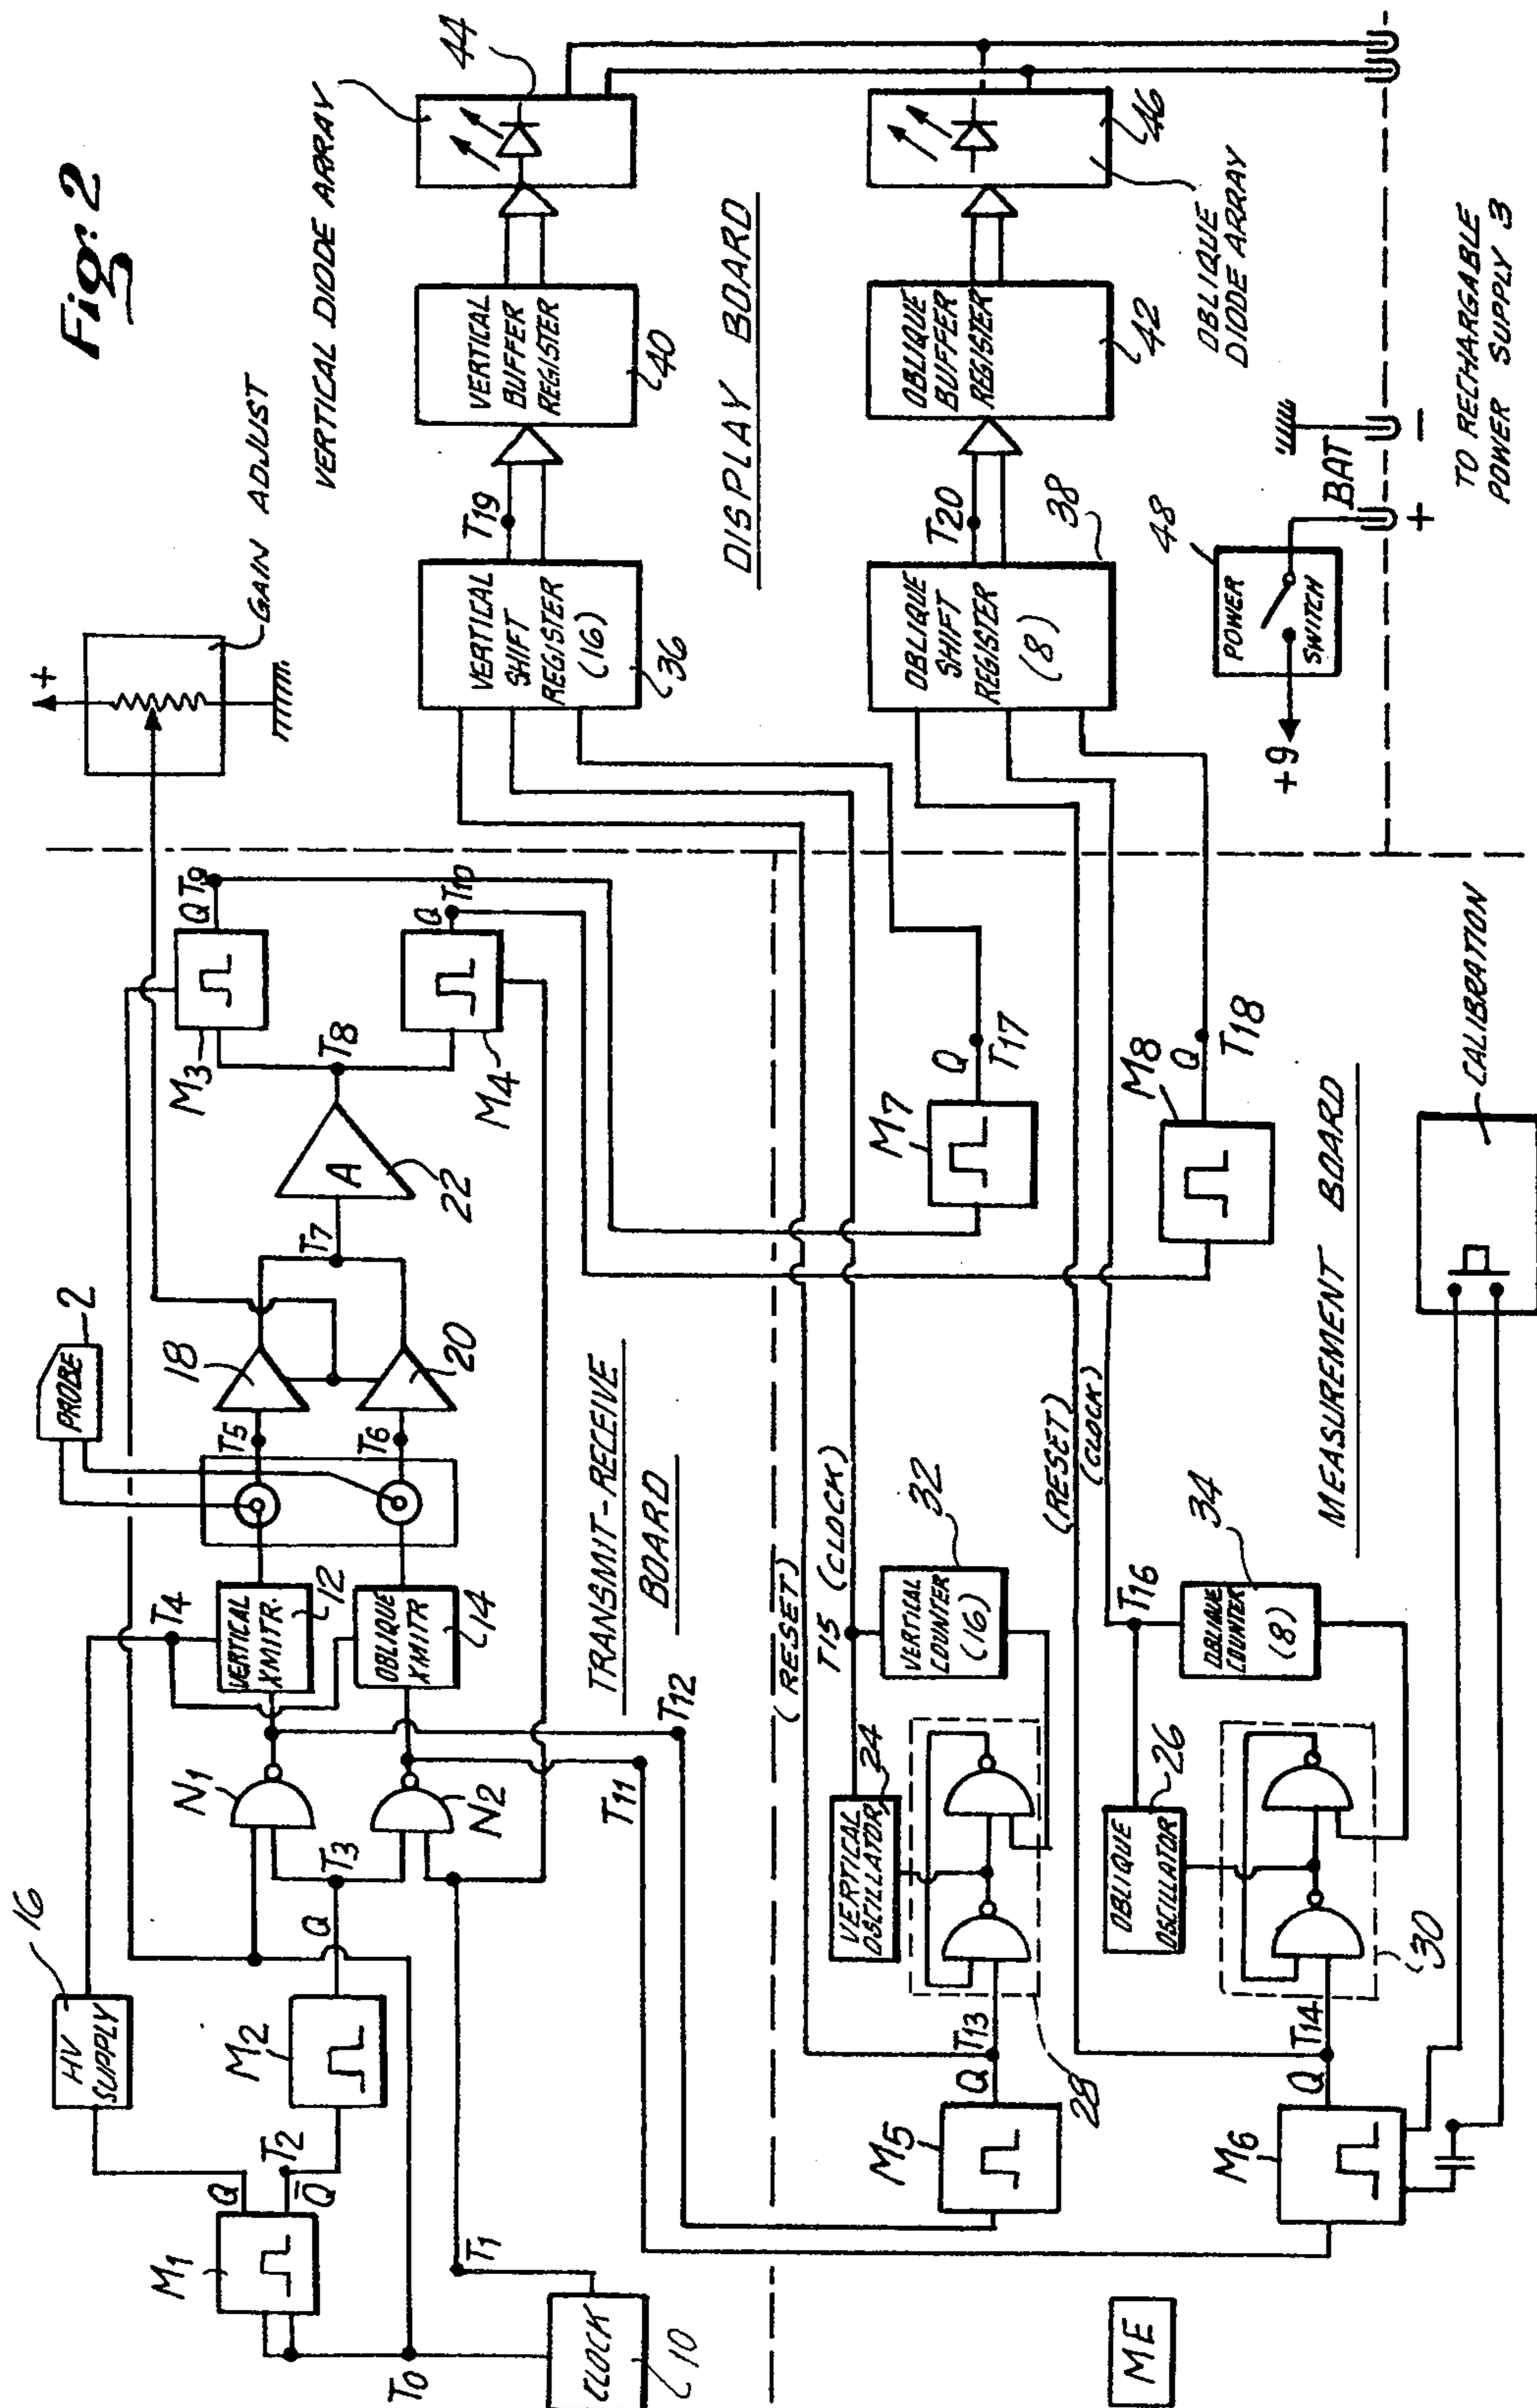 Fig. 2
16
HV
SUPPLY
M1
Q
Q̅
T2
M2
Q
T3
T0
CLOCK
10
T1
N1
N2
T4
VERTICAL
XMITR.
12
OBLIQUE
XMITR
14
T11
T12
TRANSMIT-RECEIVE
BOARD
PROBE
2
T5
T6
18
20
T7
A
22
T8
M3
M4
Q T9
Q T10
+
GAIN ADJUST
VERTICAL DIODE ARRAY
44
VERTICAL
SHIFT
REGISTER
(16)
36
T19
VERTICAL
BUFFER
REGISTER
40
DISPLAY BOARD
OBLIQUE
SHIFT
REGISTER
(8)
38
T20
OBLIQUE
BUFFER
REGISTER
42
46
OBLIQUE
DIODE ARRAY
48
POWER
SWITCH
+9
BAT
+
-
TO RECHARGABLE
POWER SUPPLY 3
M5
Q
T13
28
VERTICAL
OSCILLATOR
24
(RESET)
T15 (CLOCK)
VERTICAL
COUNTER
(16)
32
M7
Q
T17
M6
Q
T14
30
OBLIQUE
OSCILLATOR
26
T16
(RESET)
(CLOCK)
OBLIQUE
COUNTER
(8)
34
M8
Q
T18
MEASUREMENT BOARD
CALIBRATION
ME